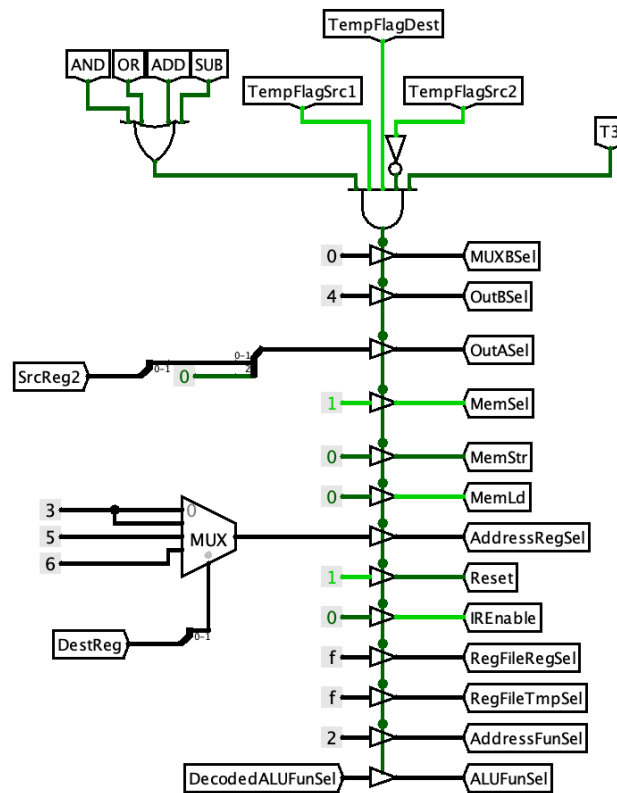 TempFlagDest
AND OR ADD SUB
TempFlagSrc1 TempFlagSrc2
T3
0 MUXBSel
4 OutBSel
0-1
OutASel
SrcReg2 0-1 0 2
1 MemSel
0 MemStr
0 MemLd
3 0
5 MUX AddressRegSel
6
1 Reset
0 IREnable
DestReg 0-1
f RegFileRegSel
f RegFileTmpSel
2 AddressFunSel
DecodedALUFunSel ALUFunSel